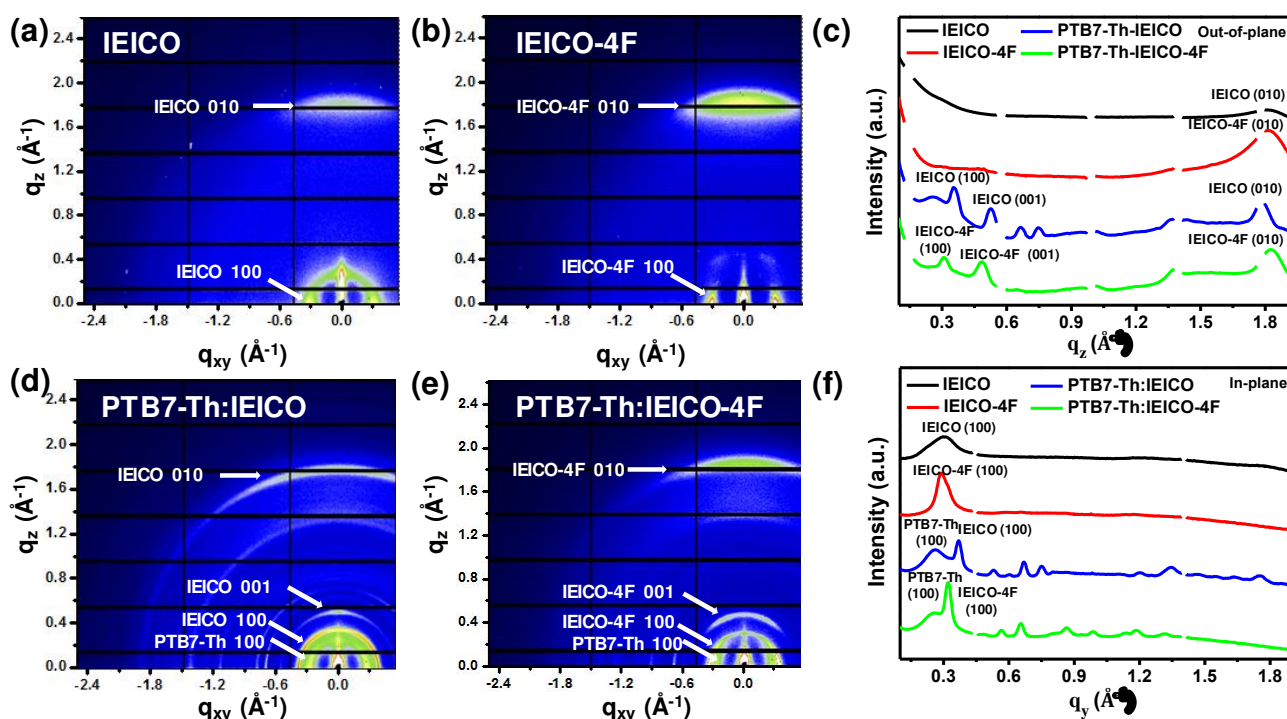 (a)
IEICO
IEICO 010
IEICO 100
2.4
2.0
1.6
1.2
0.8
0.4
0.0
qz (Å-1)
-2.4 -1.8 -1.2 -0.6 0.0
qxy (Å-1)
(b)
IEICO-4F
IEICO-4F 010
IEICO-4F 100
2.4
2.0
1.6
1.2
0.8
0.4
0.0
qz (Å-1)
-2.4 -1.8 -1.2 -0.6 0.0
qxy (Å-1)
(c)
IEICO PTB7-Th-IEICO Out-of-plane
IEICO-4F PTB7-Th-IEICO-4F
IEICO (010)
IEICO-4F (010)
IEICO (100)
IEICO (001)
IEICO (010)
IEICO-4F
(100)
IEICO-4F (001)
IEICO-4F (010)
Intensity (a.u.)
0.3 0.6 0.9 1.2 1.5 1.8
qz (Å
(d)
PTB7-Th:IEICO
IEICO 010
IEICO 001
IEICO 100
PTB7-Th 100
2.4
2.0
1.6
1.2
0.8
0.4
0.0
qz (Å-1)
-2.4 -1.8 -1.2 -0.6 0.0
qxy (Å-1)
(e)
PTB7-Th:IEICO-4F
IEICO-4F 010
IEICO-4F 001
IEICO-4F 100
PTB7-Th 100
2.4
2.0
1.6
1.2
0.8
0.4
0.0
qz (Å-1)
-2.4 -1.8 -1.2 -0.6 0.0
qxy (Å-1)
(f)
IEICO PTB7-Th:IEICO In-plane
IEICO-4F PTB7-Th:IEICO-4F
IEICO (100)
IEICO-4F (100)
PTB7-Th
(100)
IEICO (100)
PTB7-Th
(100)
IEICO-4F
(100)
Intensity (a.u.)
0.3 0.6 0.9 1.2 1.5 1.8
qy (Å